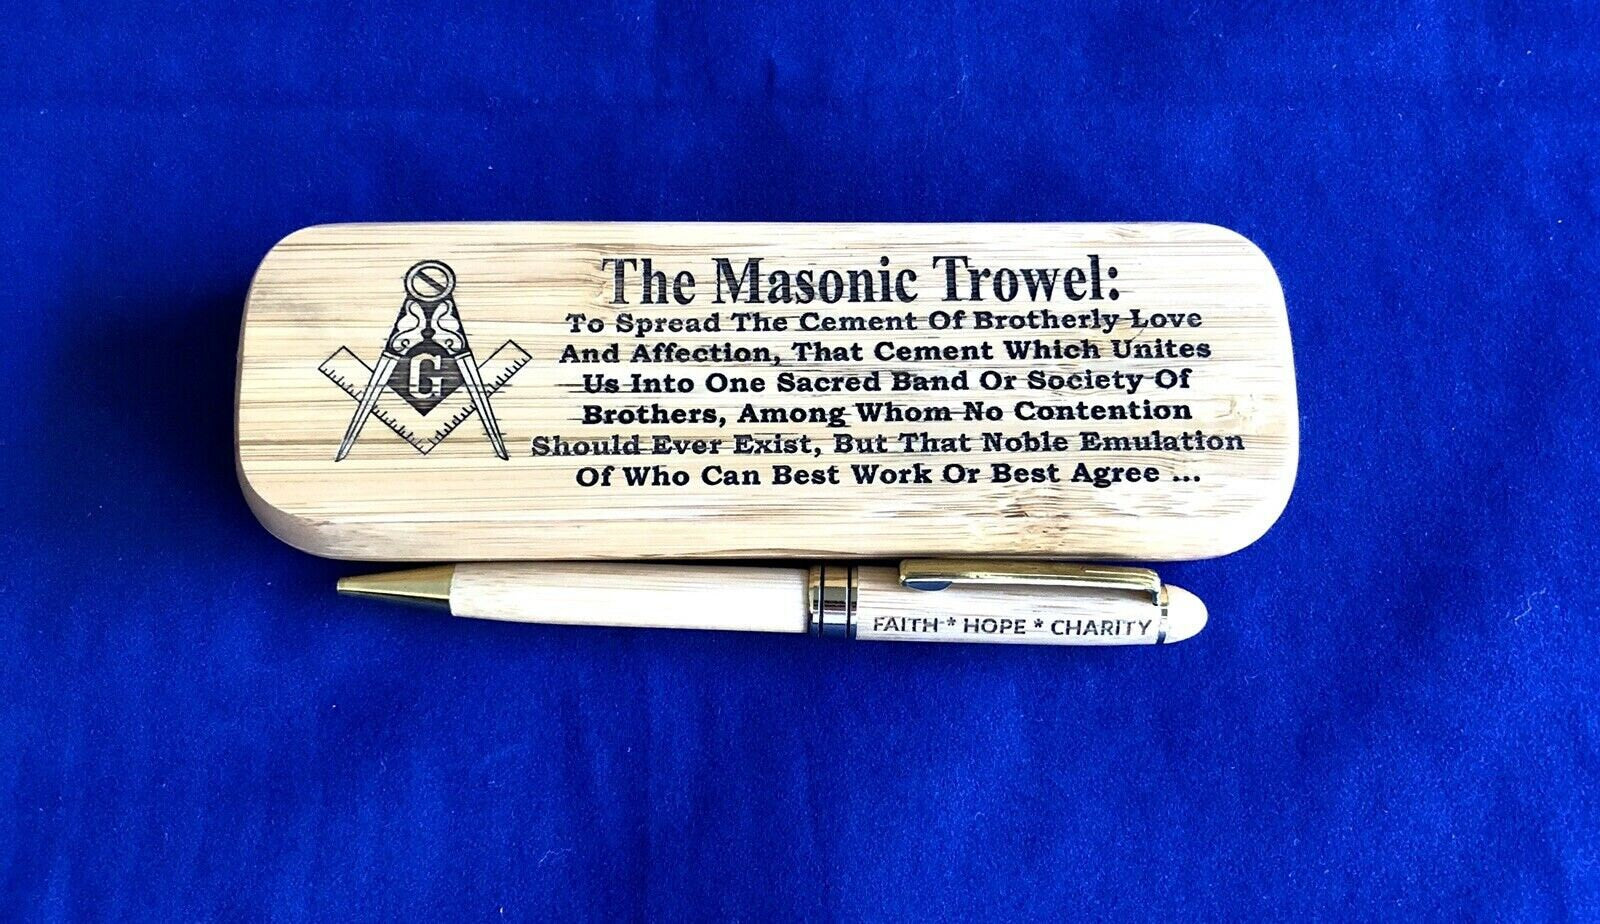 The Masonic Trowel:
To Spread The Cement Of Brotherly Love
And Affection, That Cement Which Unites
Us Into One Sacred Band Or Society Of
Brothers, Among Whom No Contention
Should Ever Exist, But That Noble Emulation
Of Who Can Best Work Or Best Agree ...
G
FAITH * HOPE * CHARITY